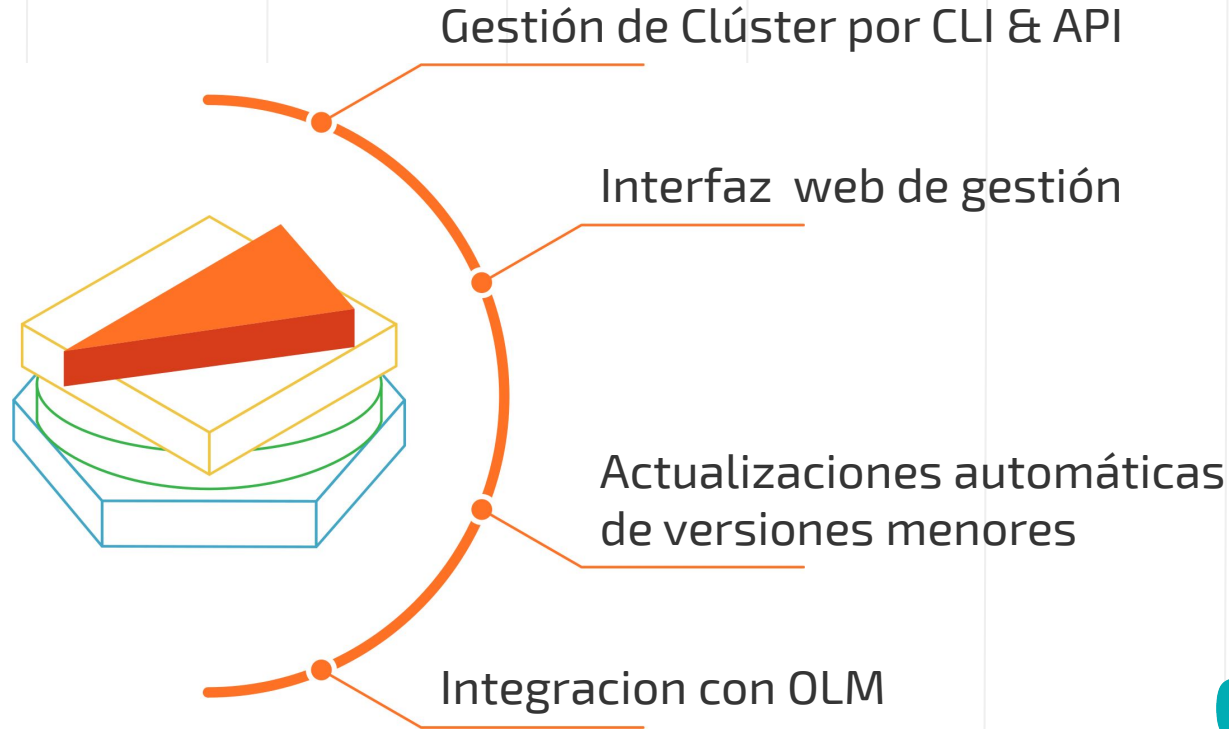 Gestión de Clúster por CLI & API
Interfaz  web de gestión
Actualizaciones automáticas
de versiones menores
Integracion con OLM